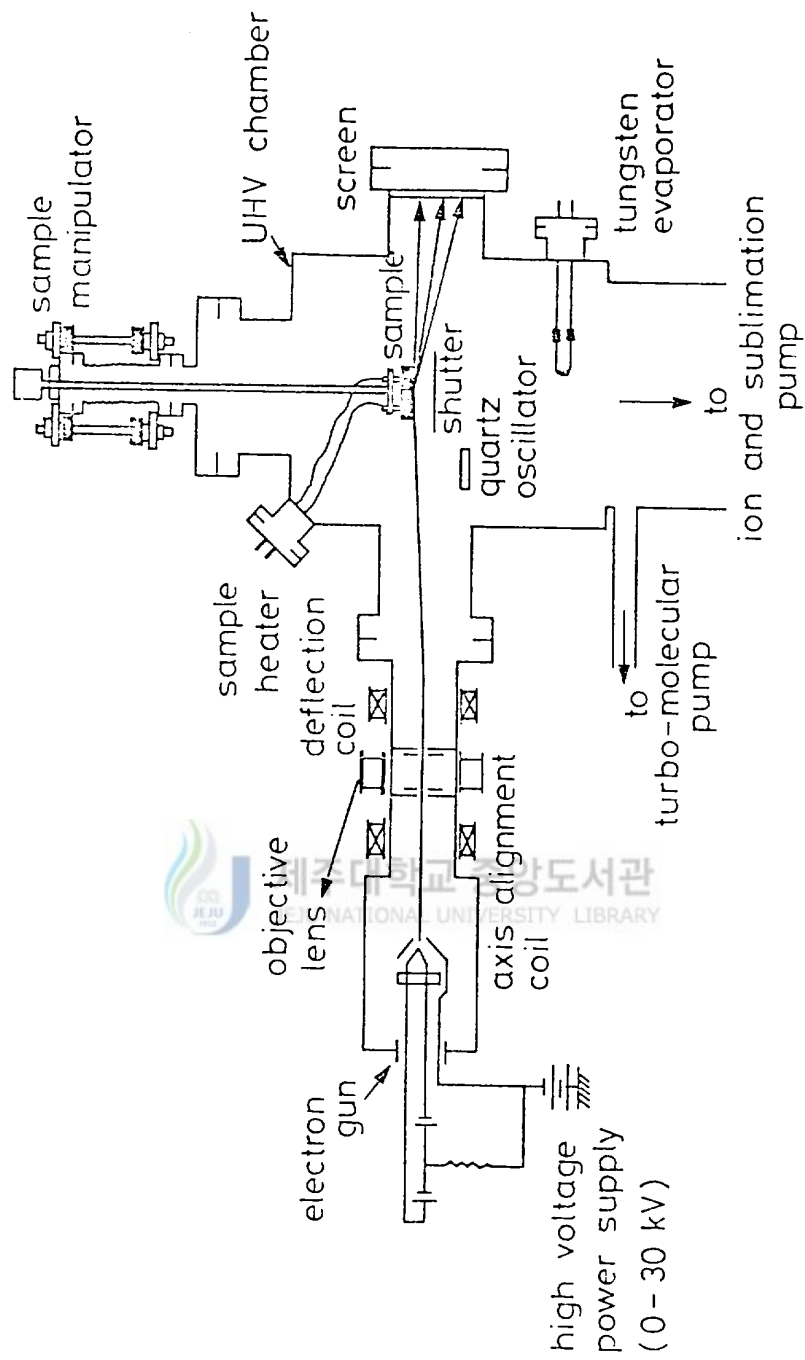 sample
manipulator
UHV chamber
screen
sample
shutter
quartz
oscillator
tungsten
evaporator
to
ion and sublimation
pump
sample
heater
deflection
coil
to
turbo-molecular
pump
objective
lens
axis alignment
coil
electron
gun
high voltage
power supply
(0-30 kV)
제주대학교 중앙도서관
JEJU NATIONAL UNIVERSITY LIBRARY
JEJU